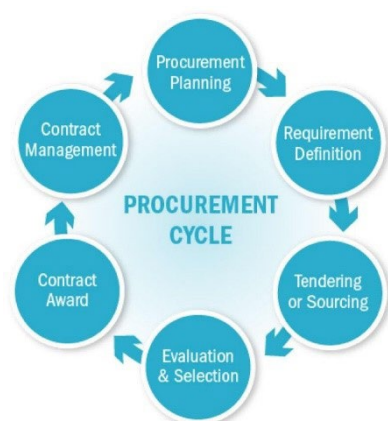 Procurement
Planning
Requirement
Definition
Tendering
or Sourcing
Evaluation
& Selection
Contract
Award
Contract
Management
PROCUREMENT
CYCLE